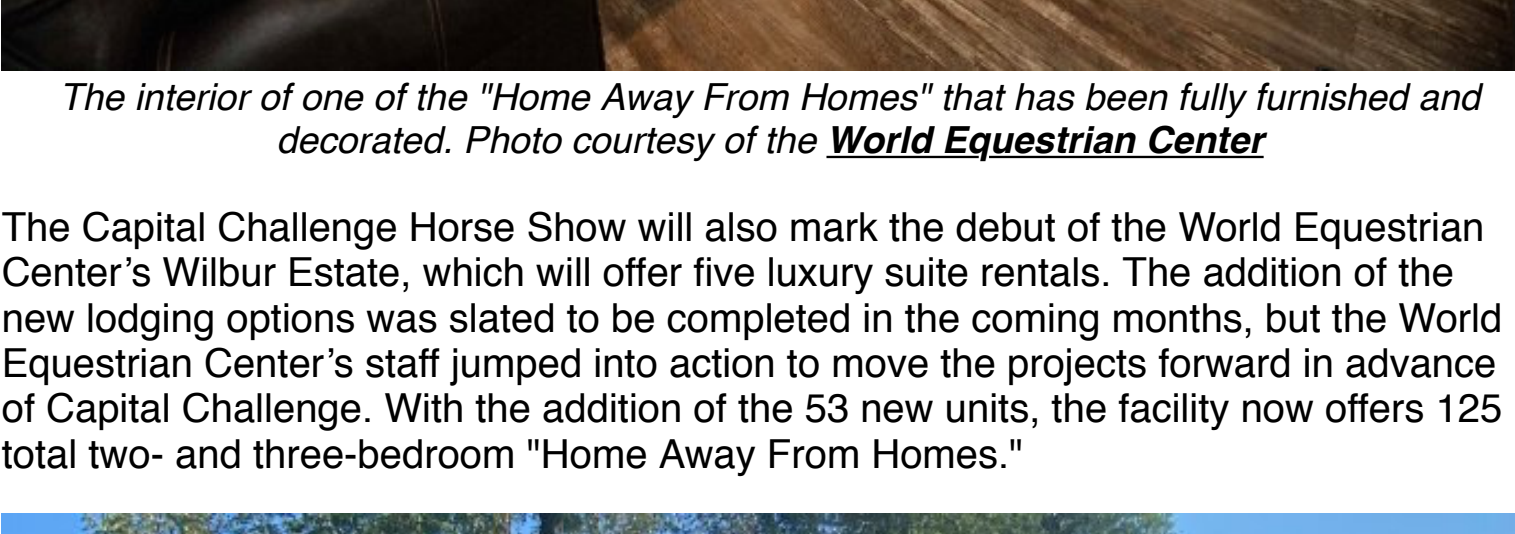 The interior of one of the "Home Away From Homes" that has been fully furnished and
decorated. Photo courtesy of the World Equestrian Center
The Capital Challenge Horse Show will also mark the debut of the World Equestrian
Center’s Wilbur Estate, which will offer five luxury suite rentals. The addition of the
new lodging options was slated to be completed in the coming months, but the World
Equestrian Center’s staff jumped into action to move the projects forward in advance
of Capital Challenge. With the addition of the 53 new units, the facility now offers 125
total two- and three-bedroom "Home Away From Homes."